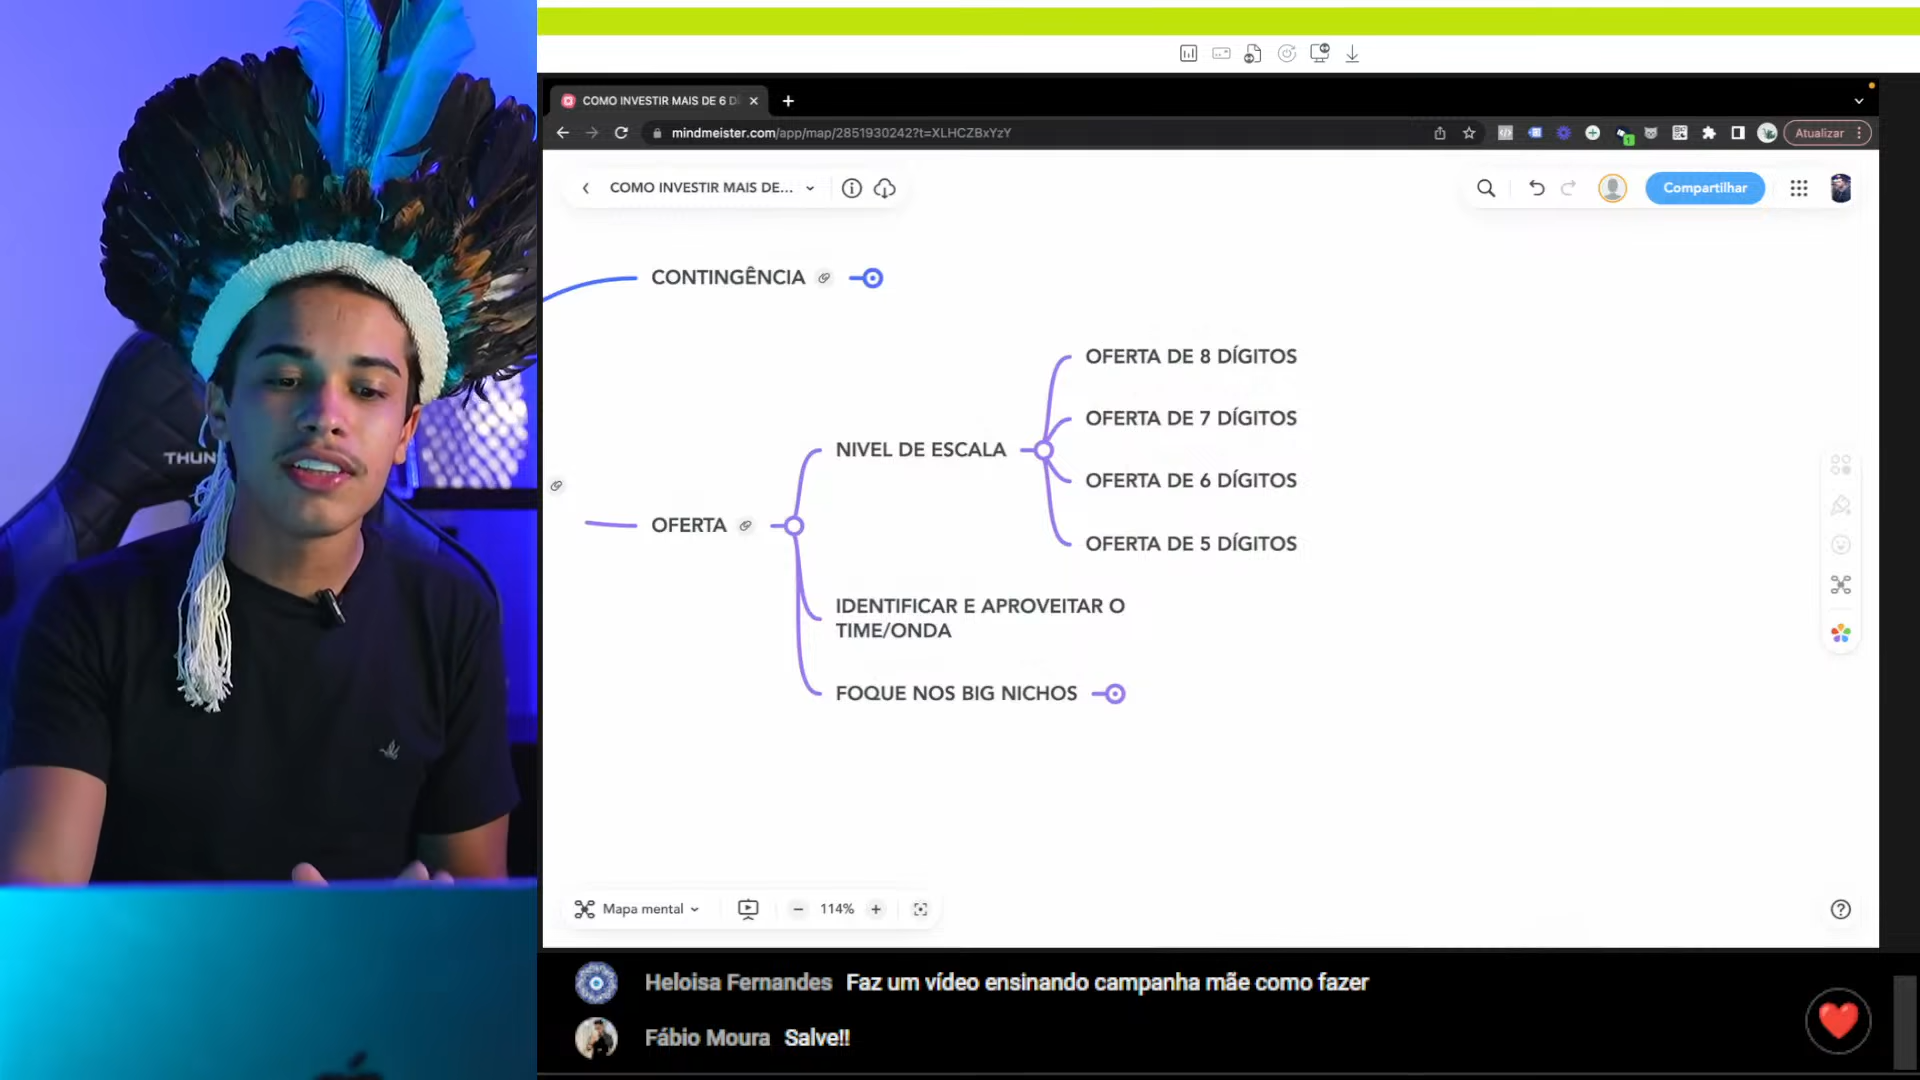 THUN
COMO INVESTIR MAIS DE 6 D
mindmeister.com/app/map/2851930242?t=XLHCZBxYzY
1
Atualizar
COMO INVESTIR MAIS DE...
Compartilhar
CONTINGÊNCIA
OFERTA DE 8 DÍGITOS
OFERTA DE 7 DÍGITOS
NIVEL DE ESCALA
OFERTA DE 6 DÍGITOS
OFERTA
OFERTA DE 5 DÍGITOS
IDENTIFICAR E APROVEITAR O
TIME/ONDA
FOQUE NOS BIG NICHOS
Mapa mental
114%
Heloisa Fernandes Faz um vídeo ensinando campanha mãe como fazer
Fábio Moura Salve!!